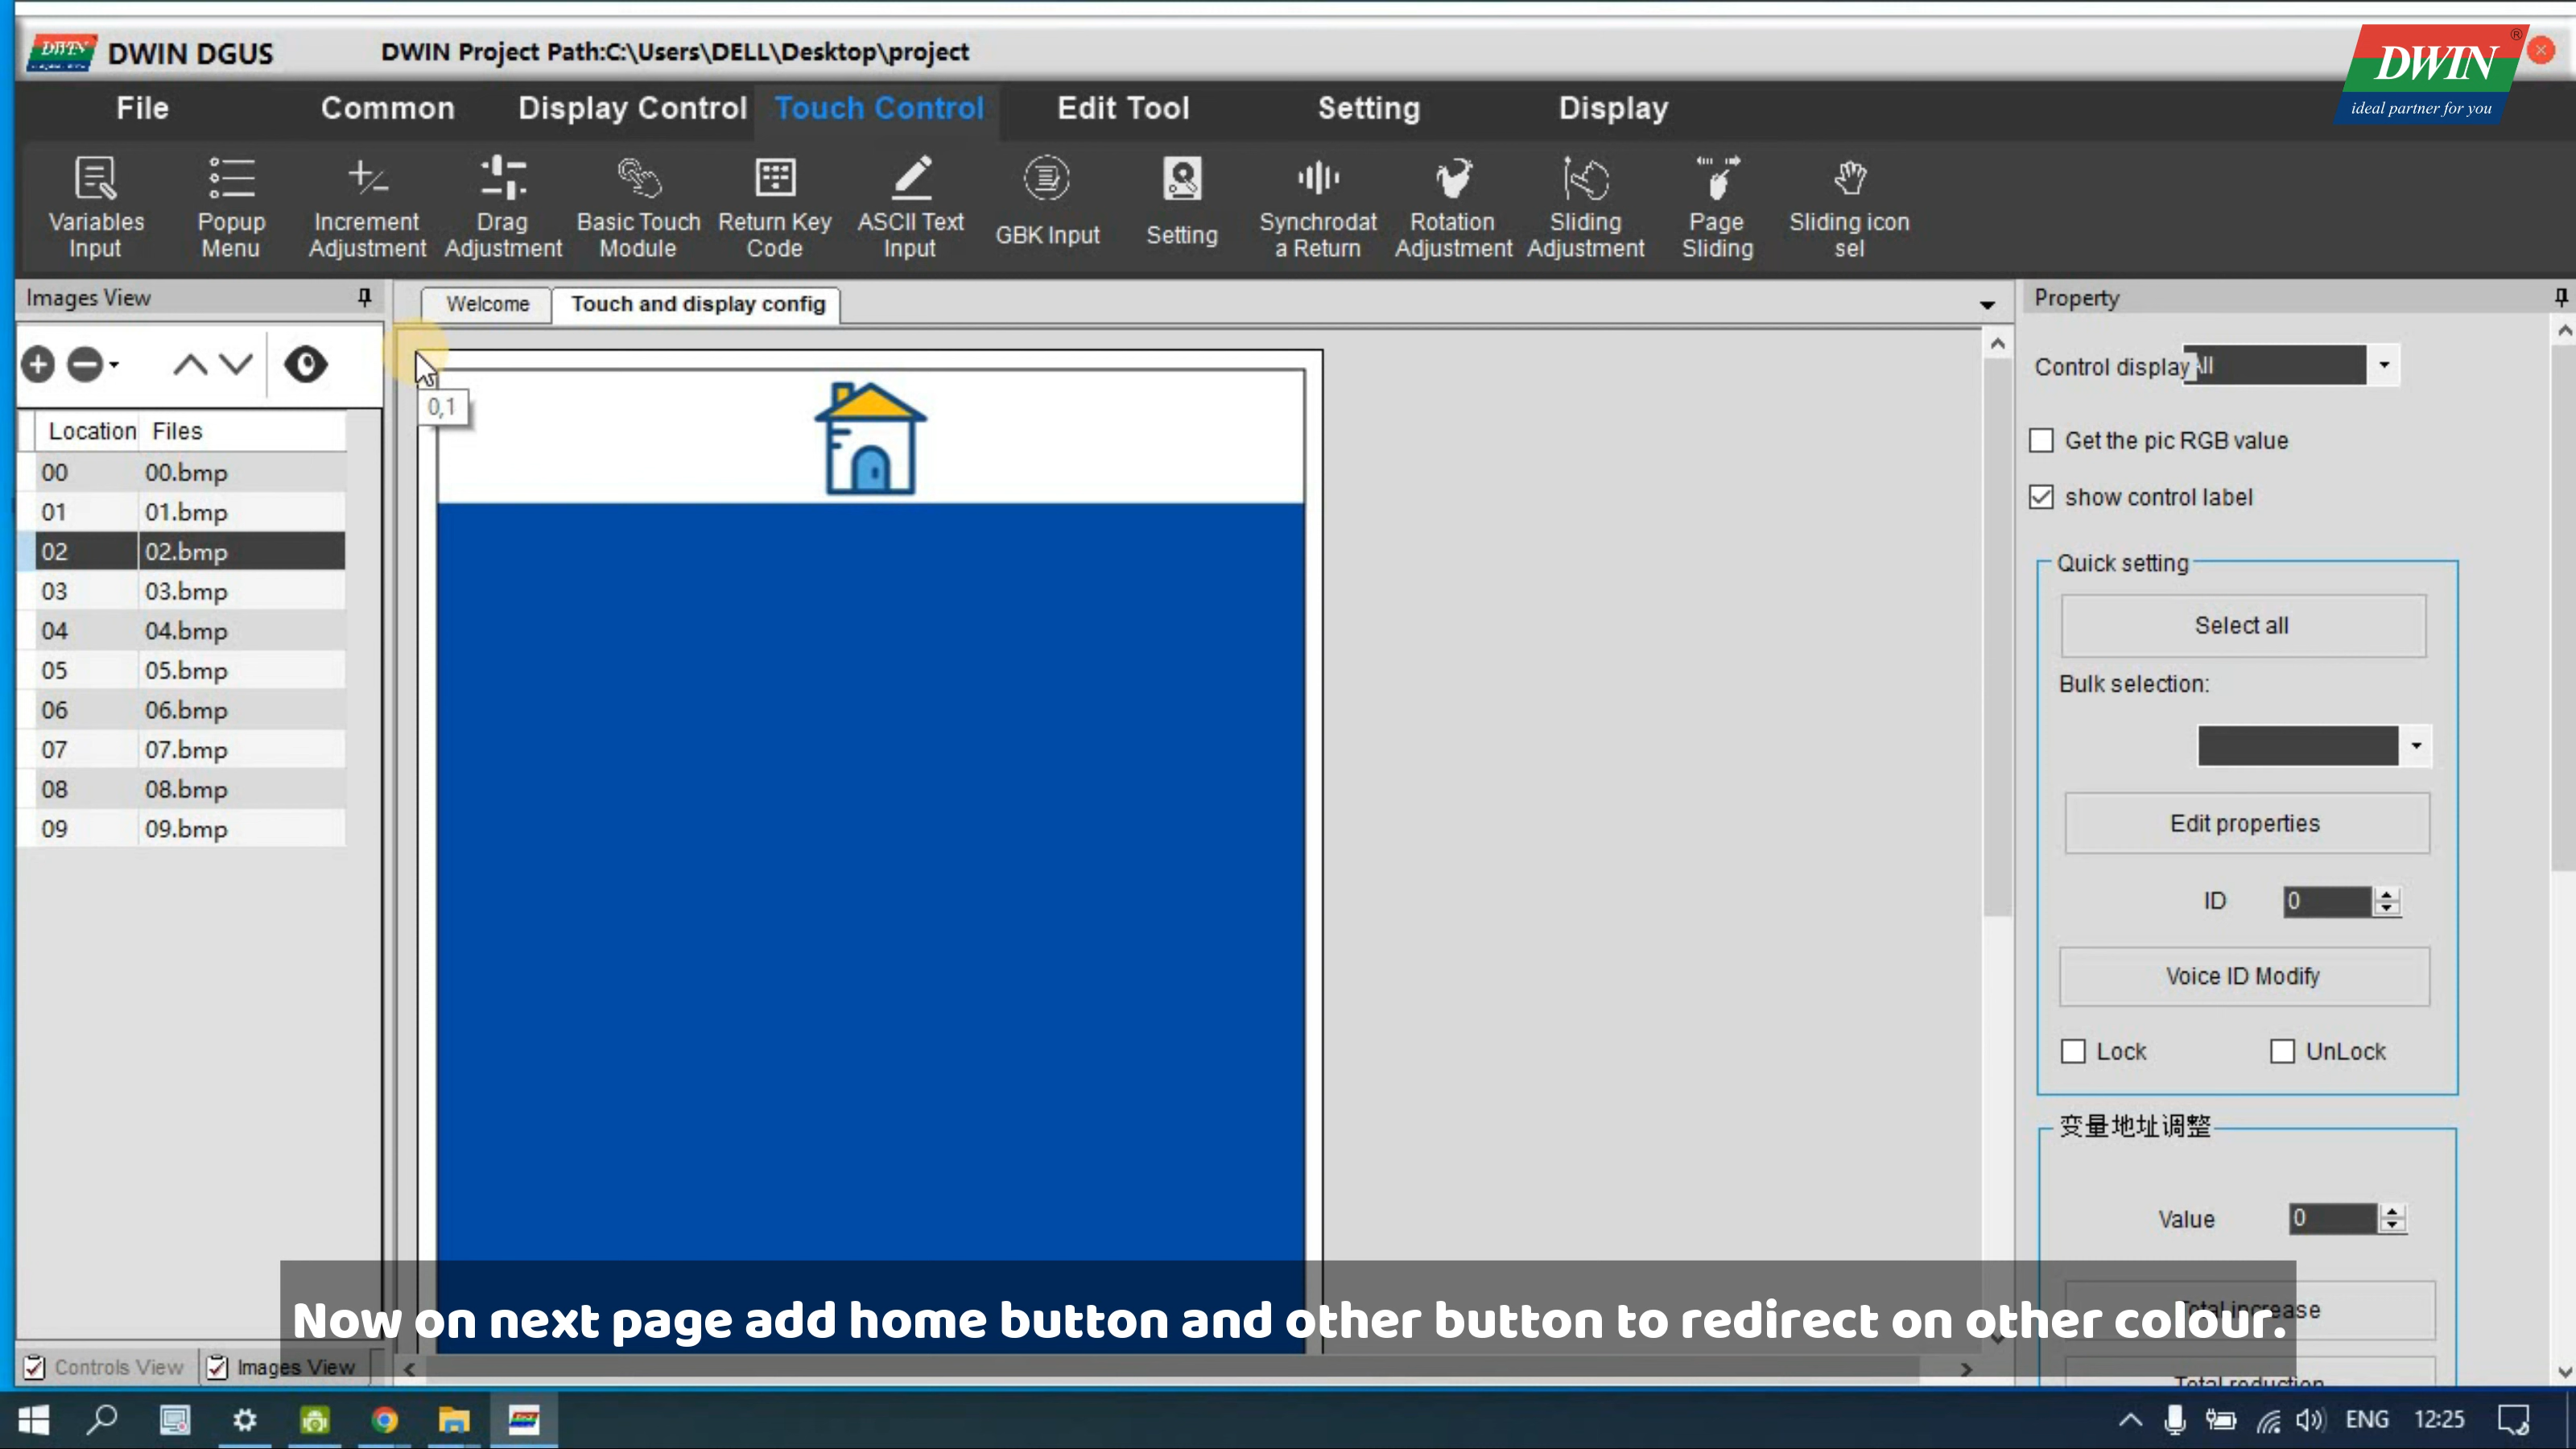 DWIN DGUS
DWIN Project Path:C:\Users\DELL\Desktop\project
DWIN
ideal partner for you
File Common Display Control Touch Control Edit Tool Setting Display
Variables Input
Popup Menu
Increment Adjustment
Drag Adjustment
Basic Touch Module
Return Key Code
ASCII Text Input
GBK Input
Setting
Synchrodat a Return
Rotation Adjustment
Sliding Adjustment
Page Sliding
Sliding icon sel
Images View
Welcome
Touch and display config
Property
0,1
Location Files
00 00.bmp
01 01.bmp
02 02.bmp
03 03.bmp
04 04.bmp
05 05.bmp
06 06.bmp
07 07.bmp
08 08.bmp
09 09.bmp
Control display
Get the pic RGB value
show control label
Quick setting
Select all
Bulk selection:
Edit properties
ID 0
Voice ID Modify
Lock UnLock
变量地址调整
Value 0
Total increase
Total reduction
Now on next page add home button and other button to redirect on other colour.
Controls View Images View
ENG 12:25